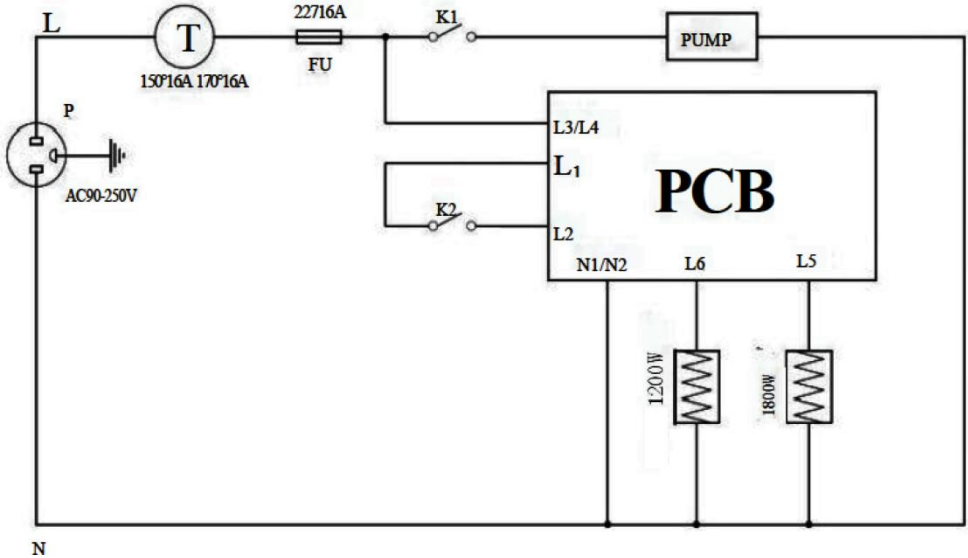 L
T
22716A
K1
PUMP
FU
150°16A 170°16A
P
AC90-250V
L3/L4
L1
PCB
K2
L2
N1/N2
L6
L5
1200W
1800W
N